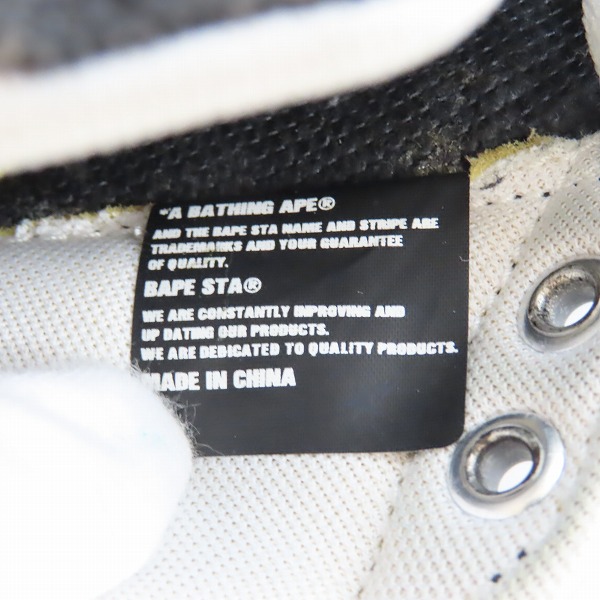 "A BATHING APE®
AND THE BAPE STA NAME AND STRIPE ARE
TRADEMARKS AND YOUR GUARANTEE
OF QUALITY.
BAPE STA®
WE ARE CONSTANTLY IMPROVING AND
UP DATING OUR PRODUCTS.
WE ARE DEDICATED TO QUALITY PRODUCTS.
MADE IN CHINA